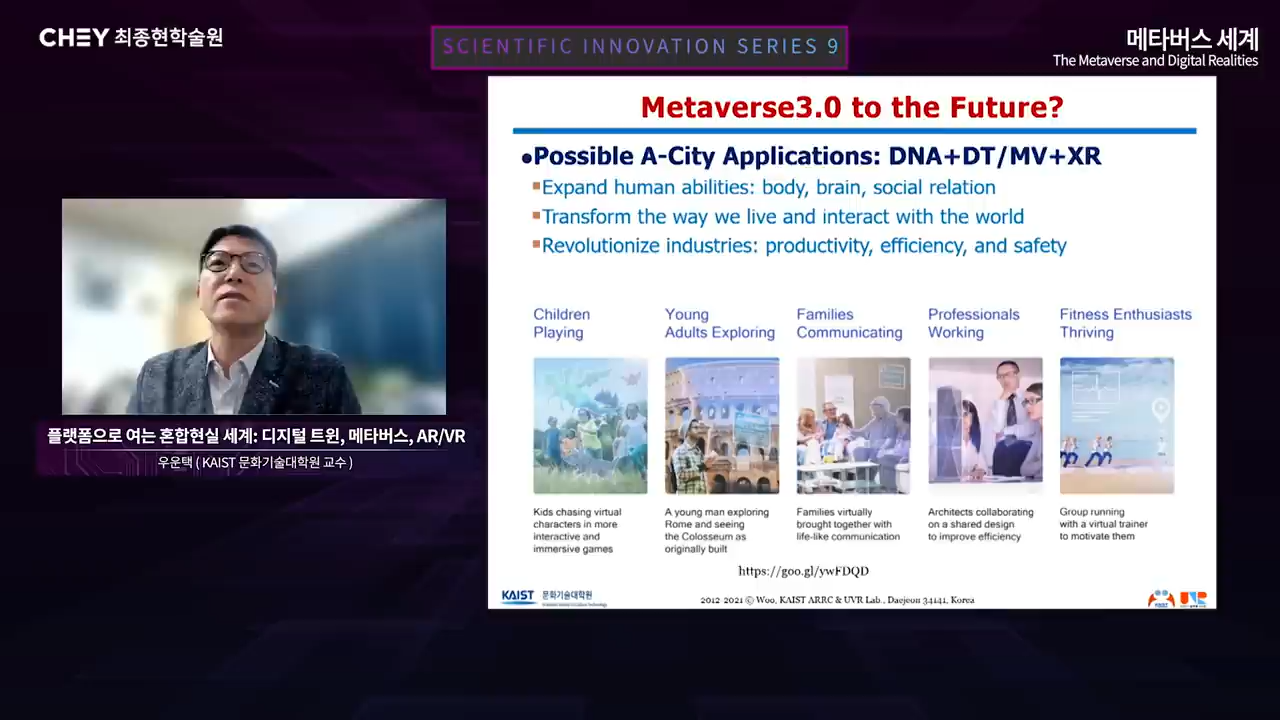 CHEY 최종현학술원
SCIENTIFIC INNOVATION SERIES 9
메타버스 세계
The Metaverse and Digital Realities
Metaverse3.0 to the Future?
●Possible A-City Applications: DNA+DT/MV+XR
▪Expand human abilities: body, brain, social relation
▪Transform the way we live and interact with the world
▪Revolutionize industries: productivity, efficiency, and safety
Children
Playing
Young
Adults Exploring
Families
Communicating
Professionals
Working
Fitness Enthusiasts
Thriving
Kids chasing virtual
characters in more
interactive and
immersive games
A young man exploring
Rome and seeing
the Colosseum as
originally built
Families virtually
brought together with
life-like communication
Architects collaborating
on a shared design
to improve efficiency
Group running
with a virtual trainer
to motivate them
https://goo.gl/ywFDQD
KAIST 문화기술대학원
2012-2021 © Woo, KAIST ARRC & UVR Lab., Daejeon 34141, Korea
UVR
플랫폼으로 여는 혼합현실 세계: 디지털 트윈, 메타버스, AR/VR
우운택 ( KAIST 문화기술대학원 교수 )